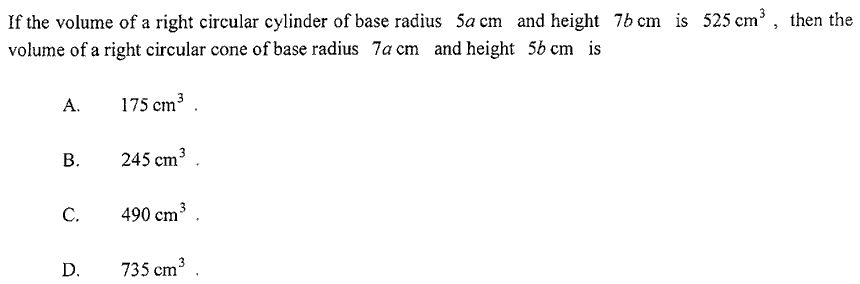 If the volume of a right circular cylinder of base radius 5a cm and height 7b cm is 525 cm³ , then the
volume of a right circular cone of base radius 7a cm and height 5b cm is
A. 175 cm³ .
B. 245 cm³ .
C. 490 cm³ .
D. 735 cm³ .